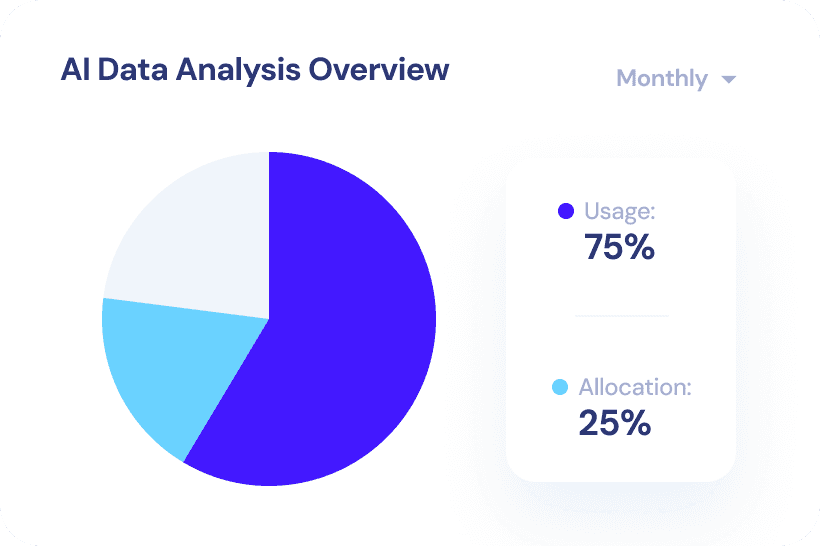 AI Data Analysis Overview
Monthly
Usage:
75%
Allocation:
25%